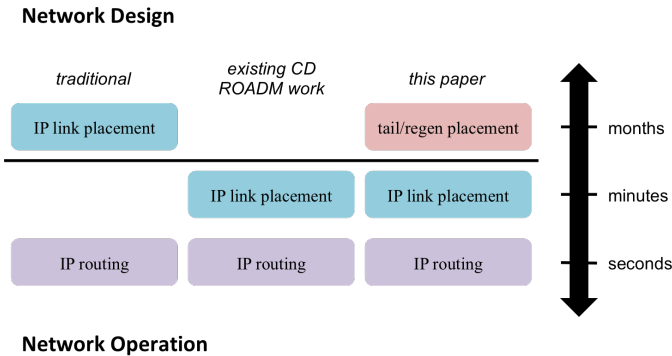 Network Design
traditional
existing CD
ROADM work
this paper
IP link placement
tail/regen placement
months
IP link placement
IP link placement
minutes
IP routing
IP routing
IP routing
seconds
Network Operation